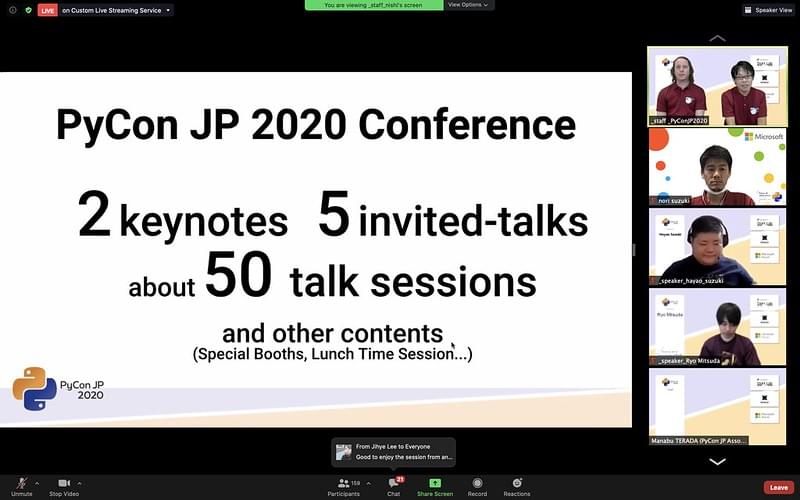 LIVE on Custom Live Streaming Service
You are viewing _staff_nishi's screen
View Options
Speaker View
PyCon JP 2020 Conference
2 keynotes 5 invited-talks
about 50 talk sessions
and other contents
(Special Booths, Lunch Time Session...)
PyCon JP
2020
_staff_PyConJP2020
Microsoft
nori suzuki
Hayao Suzuki
_speaker_hayao_suzuki
Ryo Mitsuda
_speaker_Ryo Mitsuda
Manabu TERADA (PyCon JP Asso...
From Jihye Lee to Everyone
Good to enjoy the session from an...
Unmute
Stop Video
159
Participants
21
Chat
Share Screen
Record
Reactions
Leave